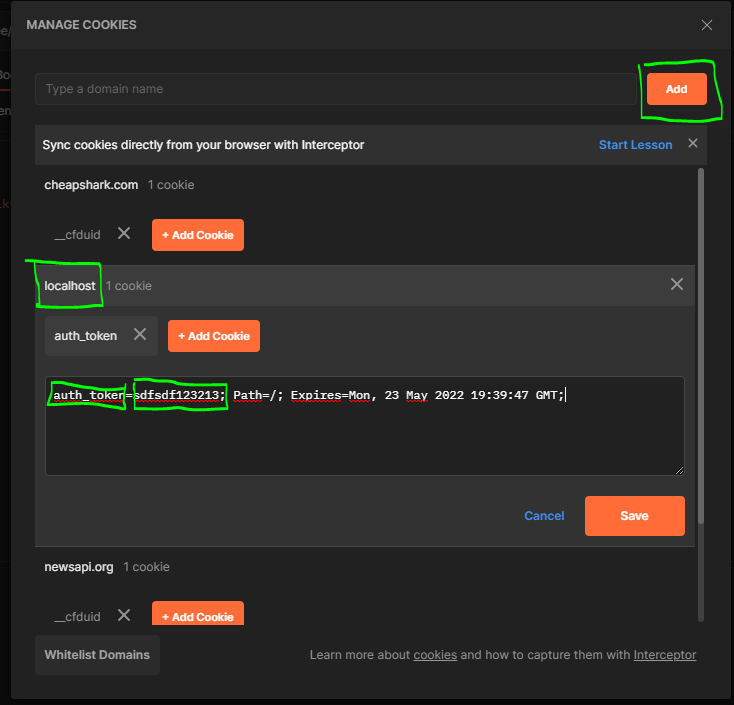 MANAGE COOKIES
Type a domain name
Add
Sync cookies directly from your browser with Interceptor Start Lesson
cheapshark.com 1 cookie
__cfduid + Add Cookie
localhost 1 cookie
auth_token + Add Cookie
auth_token=sdfsdf123213; Path=/; Expires=Mon, 23 May 2022 19:39:47 GMT;
Cancel Save
newsapi.org 1 cookie
__cfduid + Add Cookie
Whitelist Domains Learn more about cookies and how to capture them with Interceptor